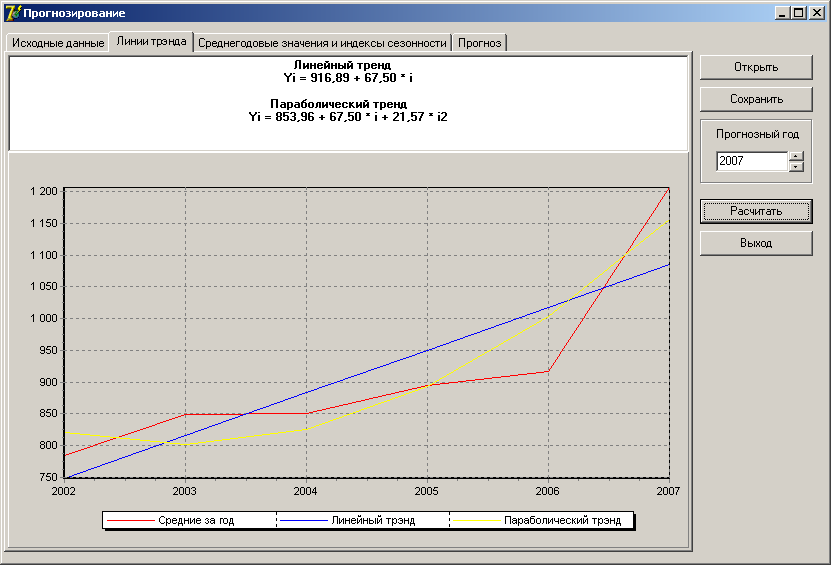 Прогнозирование
Исходные данные
Линии трэнда
Среднегодовые значения и индексы сезонности
Прогноз
Линейный тренд
Yi = 916,89 + 67,50 * i
Параболический тренд
Yi = 853,96 + 67,50 * i + 21,57 * i2
Открыть
Сохранить
Прогнозный год
2007
Расчитать
Выход
1 200
1 150
1 100
1 050
1 000
950
900
850
800
750
2002 2003 2004 2005 2006 2007
Средние за год
Линейный трэнд
Параболический трэнд